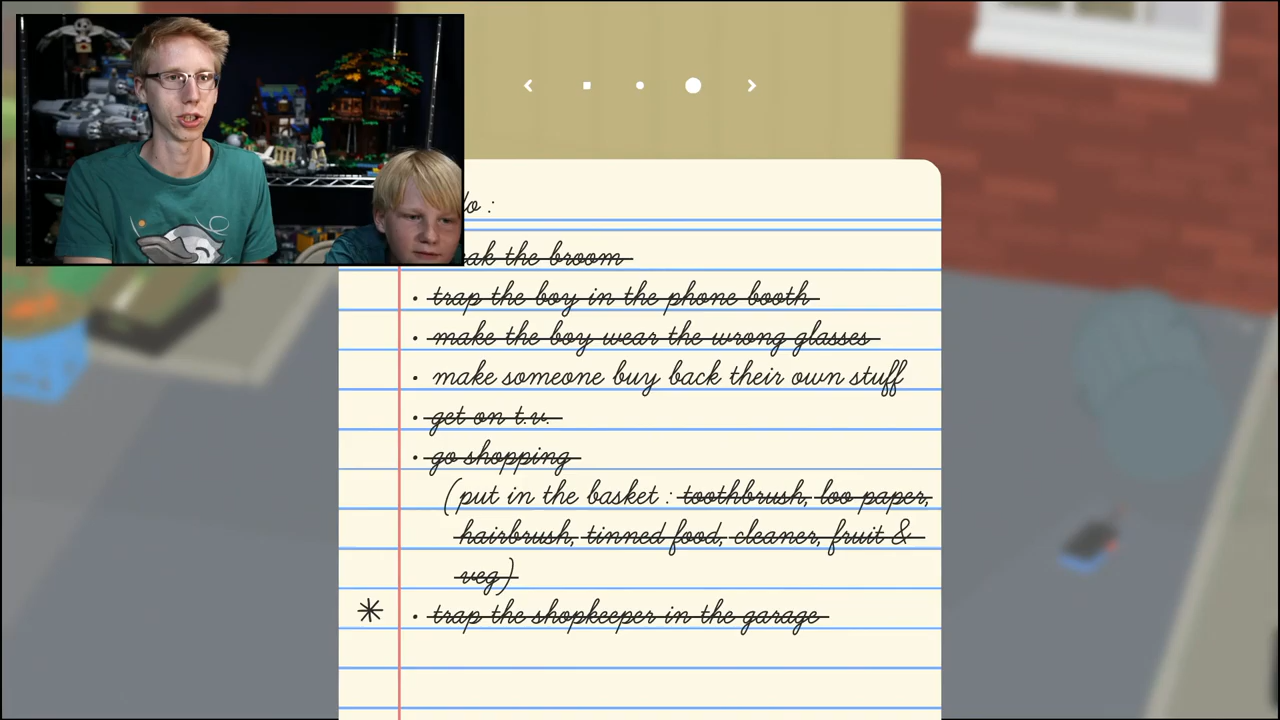 do :
eak the broom
• trap the boy in the phone booth
• make the boy wear the wrong glasses
• make someone buy back their own stuff
• get on t.v.
• go shopping
(put in the basket : toothbrush, loo paper,
hairbrush, tinned food, cleaner, fruit &
veg)
• trap the shopkeeper in the garage